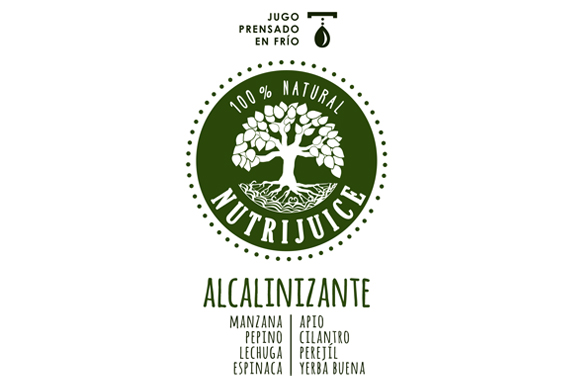 JUGO
PRENSADO
EN FRÍO
100% NATURAL
NUTRIJUICE
ALCALINIZANTE
MANZANA
PEPINO
LECHUGA
ESPINACA
APIO
CILANTRO
PEREJÍL
YERBA BUENA